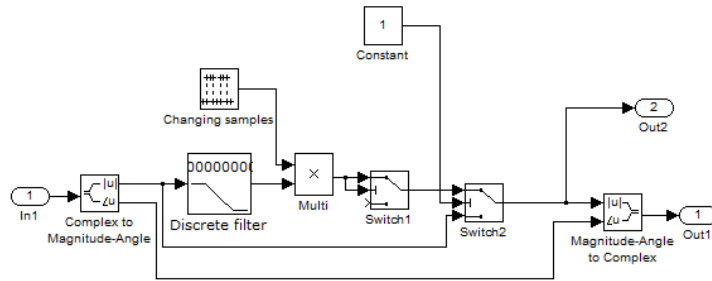 1
Constant
Changing samples
2
Out2
00000000(
1
In1
|u|
∠u
Complex to
Magnitude-Angle
Discrete filter
×
Multi
Switch1
Switch2
|u|
∠u
Magnitude-Angle
to Complex
1
Out1